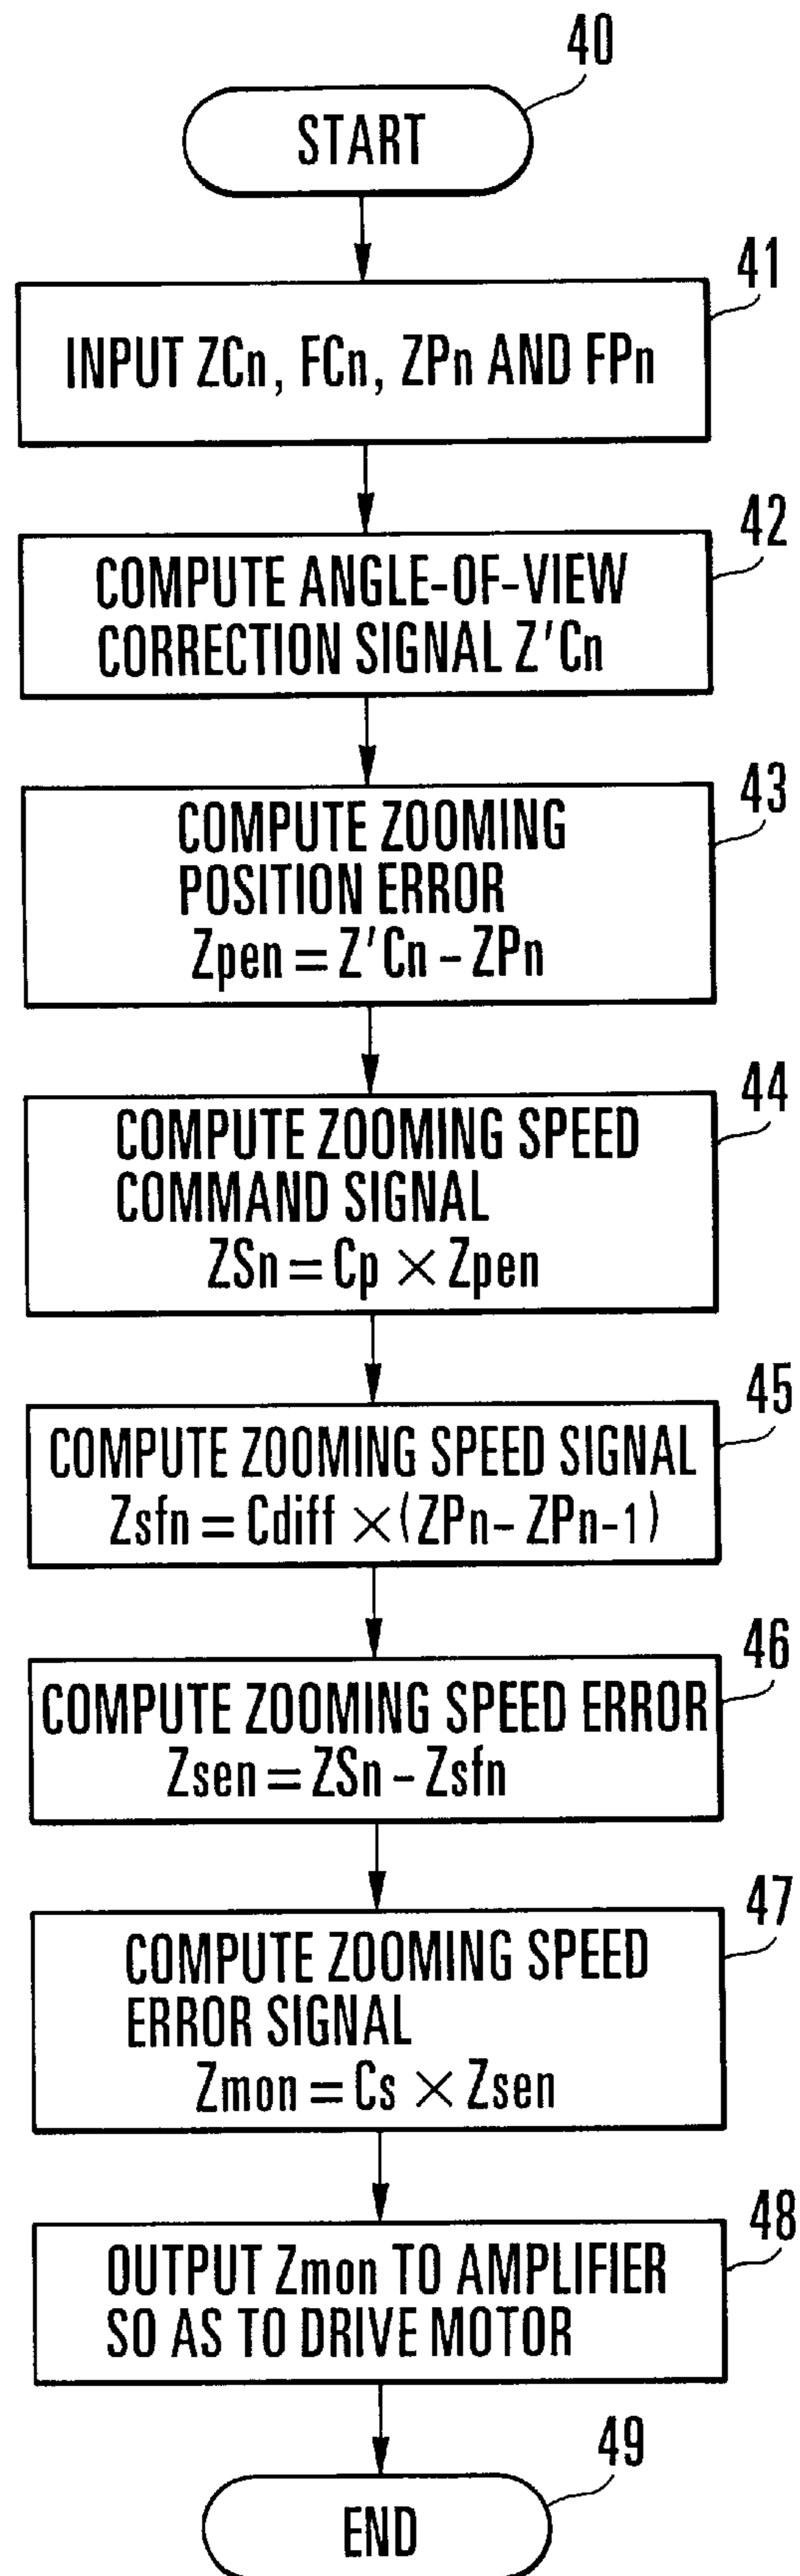 40
START
41
INPUT ZCn, FCn, ZPn AND FPn
42
COMPUTE ANGLE-OF-VIEW
CORRECTION SIGNAL Z'Cn
43
COMPUTE ZOOMING
POSITION ERROR
Zpen = Z'Cn - ZPn
44
COMPUTE ZOOMING SPEED
COMMAND SIGNAL
ZSn = Cp × Zpen
45
COMPUTE ZOOMING SPEED SIGNAL
Zsfn = Cdiff × (ZPn - ZPn-1)
46
COMPUTE ZOOMING SPEED ERROR
Zsen = ZSn - Zsfn
47
COMPUTE ZOOMING SPEED
ERROR SIGNAL
Zmon = Cs × Zsen
48
OUTPUT Zmon TO AMPLIFIER
SO AS TO DRIVE MOTOR
49
END